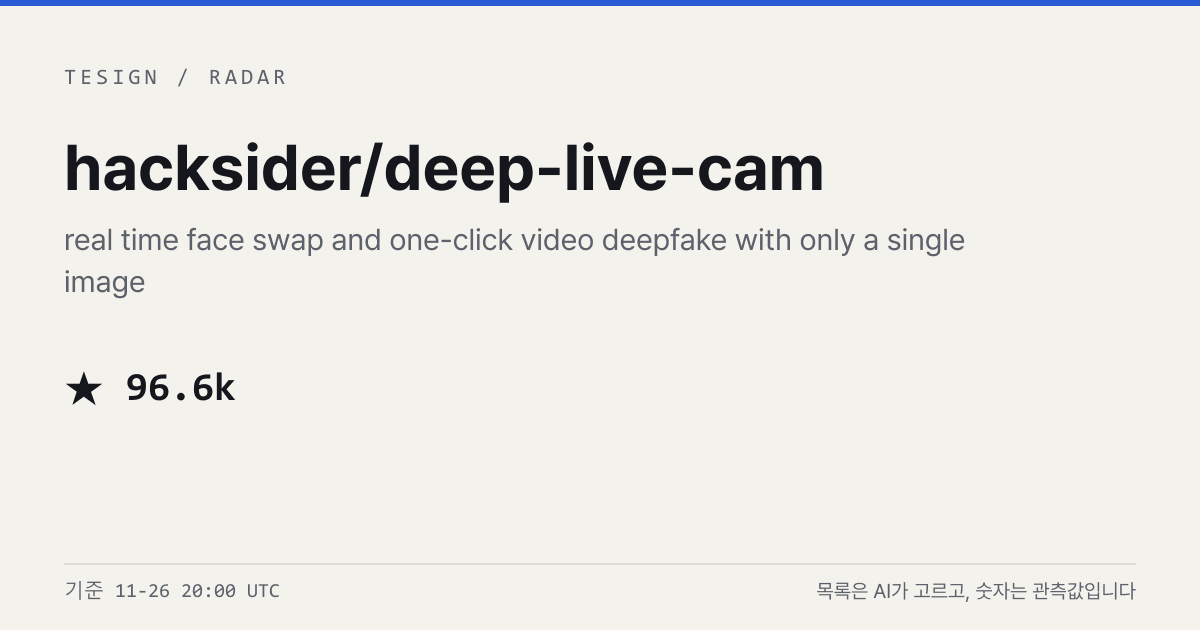 TESIGN / RADAR
hacksider/deep-live-cam
real time face swap and one-click video deepfake with only a single
image
★ 96.6k
기준 11-26 20:00 UTC
목록은 AI가 고르고, 숫자는 관측값입니다